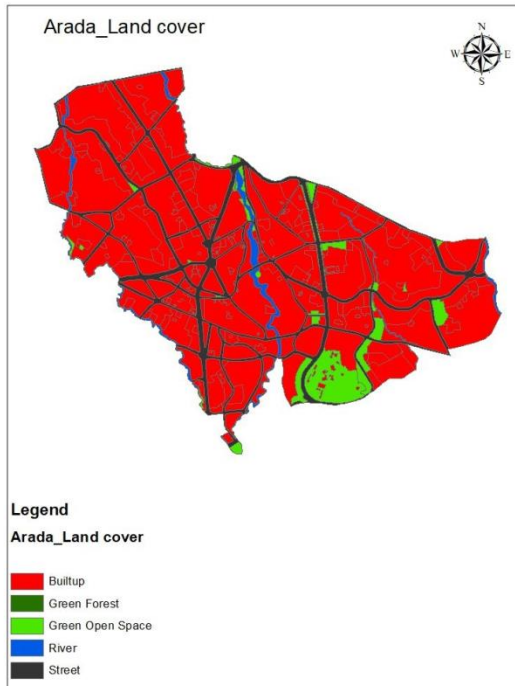 Arada_Land cover
N
W E
S
Legend
Arada_Land cover
Builtup
Green Forest
Green Open Space
River
Street